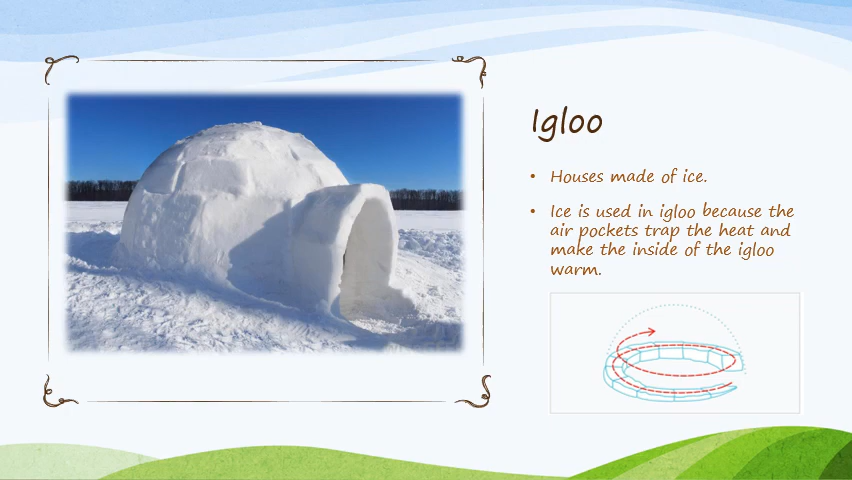 Igloo
• Houses made of ice.
• Ice is used in igloo because the
air pockets trap the heat and
make the inside of the igloo
warm.